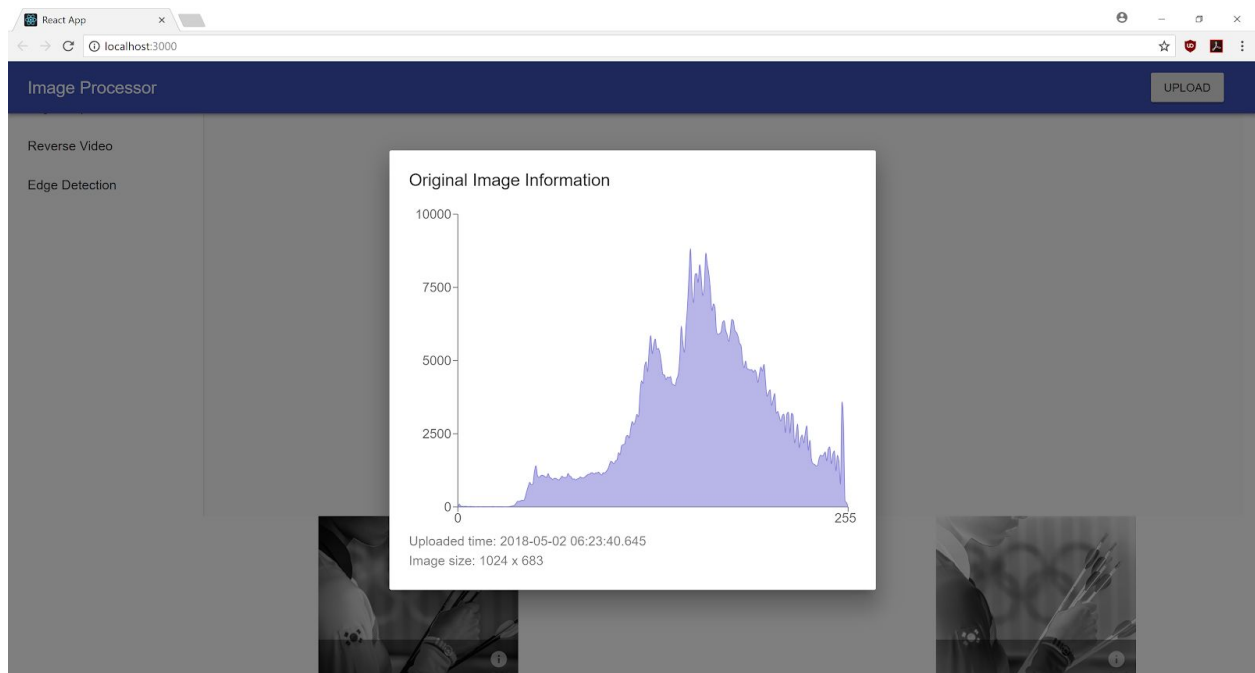 React App
localhost:3000
Image Processor
UPLOAD
Reverse Video
Edge Detection
Original Image Information
10000
7500
5000
2500
0
0
255
Uploaded time: 2018-05-02 06:23:40.645
Image size: 1024 x 683